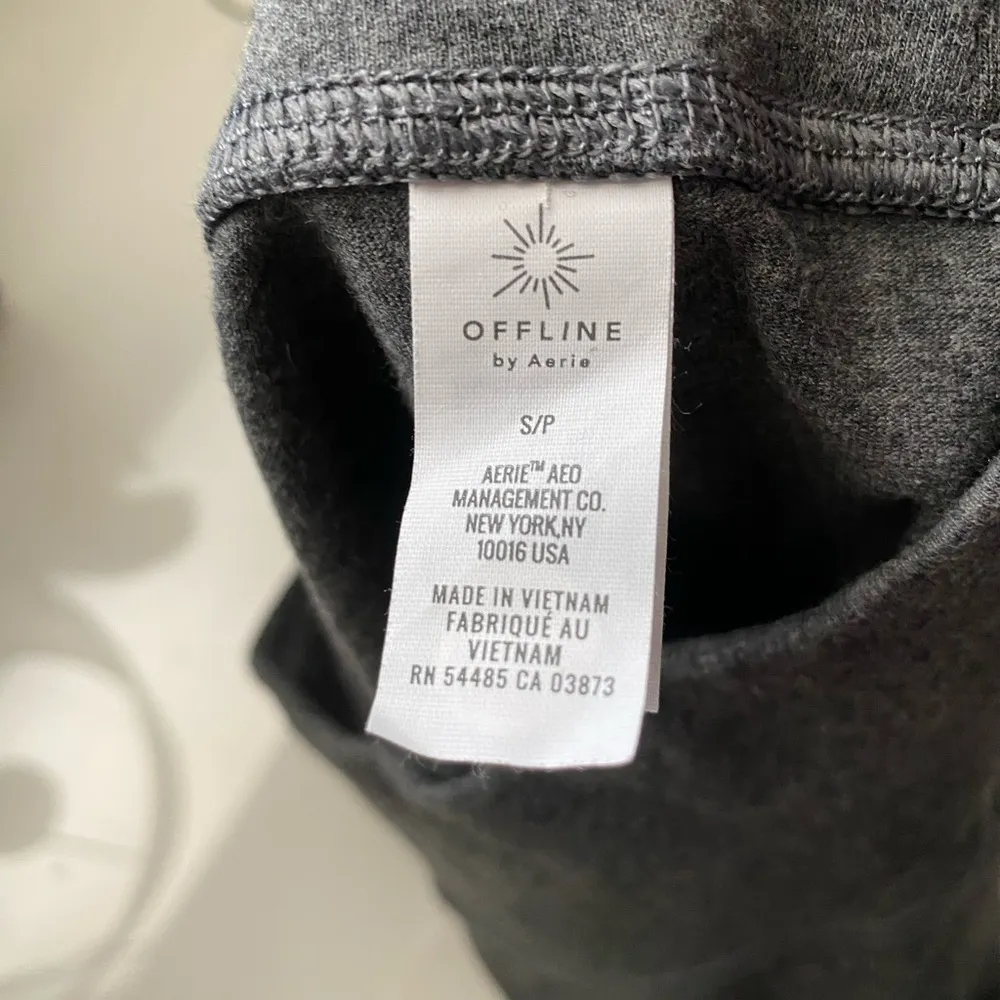 OFFLINE
by Aerie
S/P
AERIE™ AEO
MANAGEMENT CO.
NEW YORK,NY
10016 USA
MADE IN VIETNAM
FABRIQUÉ AU
VIETNAM
RN 54485 CA 03873